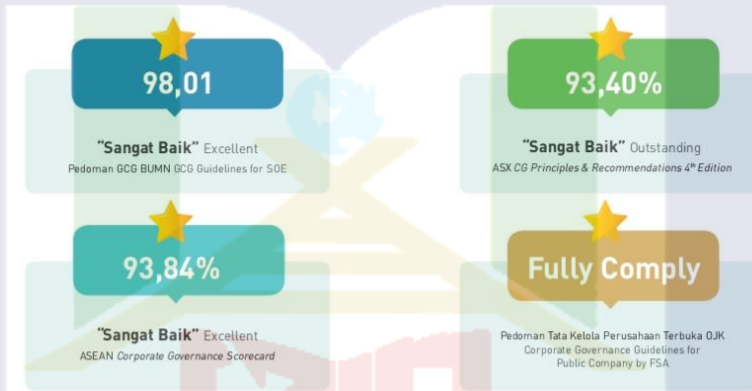 98,01
"Sangat Baik" Excellent
Pedoman GCG BUMN GCG Guidelines for SOE
93,40%
"Sangat Baik" Outstanding
ASX CG Principles & Recommendations 4th Edition
93,84%
"Sangat Baik" Excellent
ASEAN Corporate Governance Scorecard
Fully Comply
Pedoman Tata Kelola Perusahaan Terbuka OJK
Corporate Governance Guidelines for
Public Company by FSA